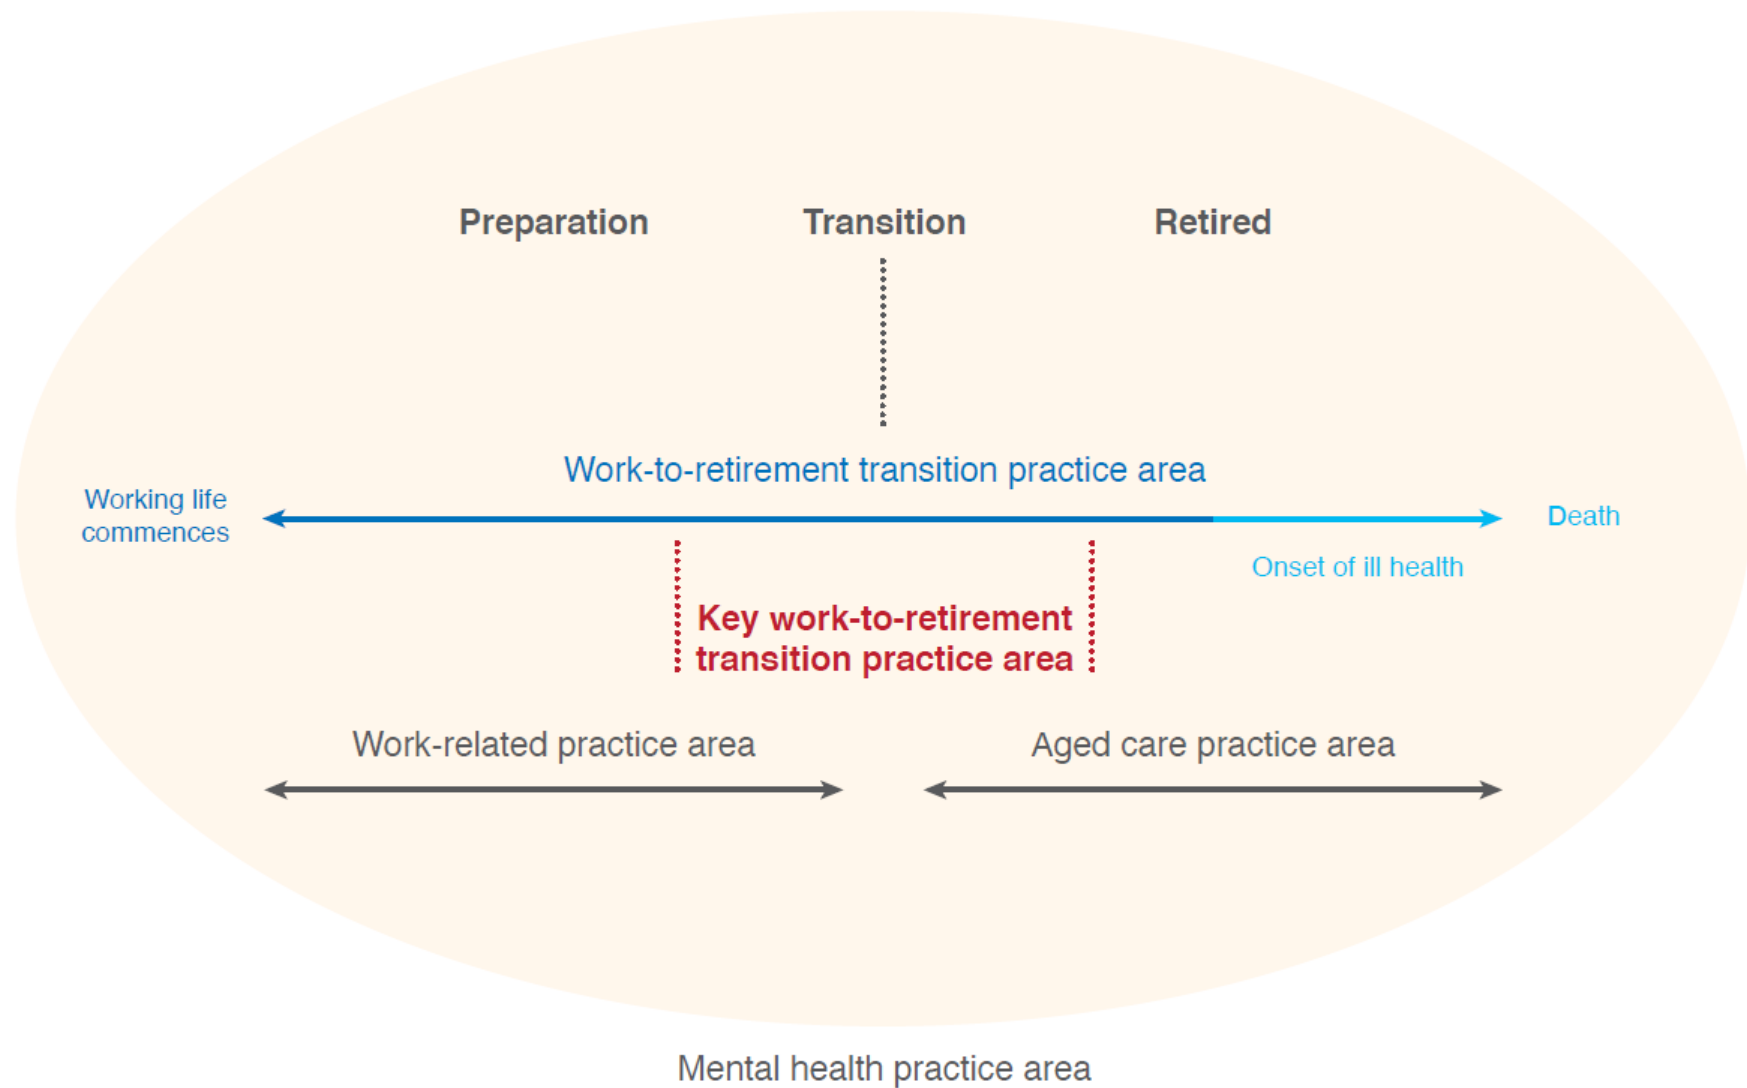 Preparation
Transition
Retired
Work-to-retirement transition practice area
Working life
commences
Death
Onset of ill health
Key work-to-retirement
transition practice area
Work-related practice area
Aged care practice area
Mental health practice area